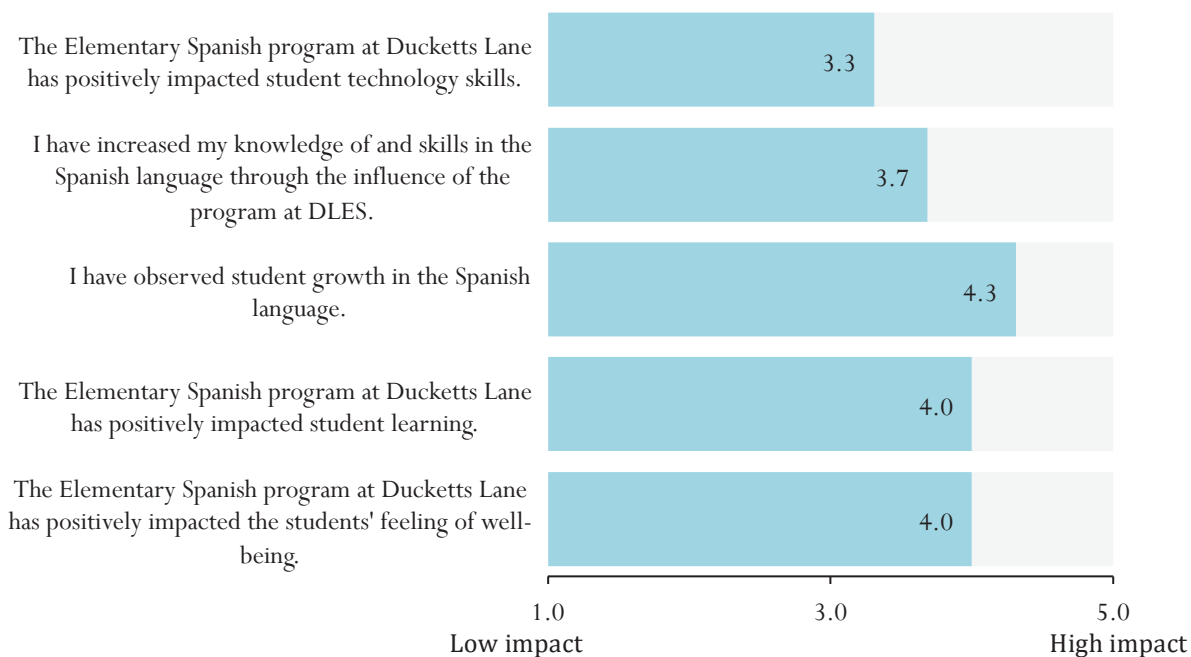 The Elementary Spanish program at Ducketts Lane
has positively impacted student technology skills.
3.3
I have increased my knowledge of and skills in the
Spanish language through the influence of the
program at DLES.
3.7
I have observed student growth in the Spanish
language.
4.3
The Elementary Spanish program at Ducketts Lane
has positively impacted student learning.
4.0
The Elementary Spanish program at Ducketts Lane
has positively impacted the students' feeling of well-
being.
4.0
1.0 3.0 5.0
Low impact High impact